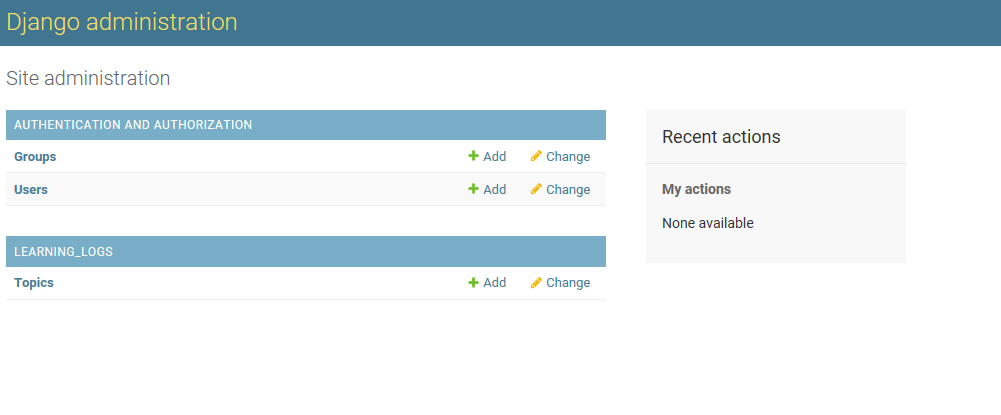 Django administration
Site administration
AUTHENTICATION AND AUTHORIZATION
Groups Add Change
Users Add Change
LEARNING_LOGS
Topics Add Change
Recent actions
My actions
None available